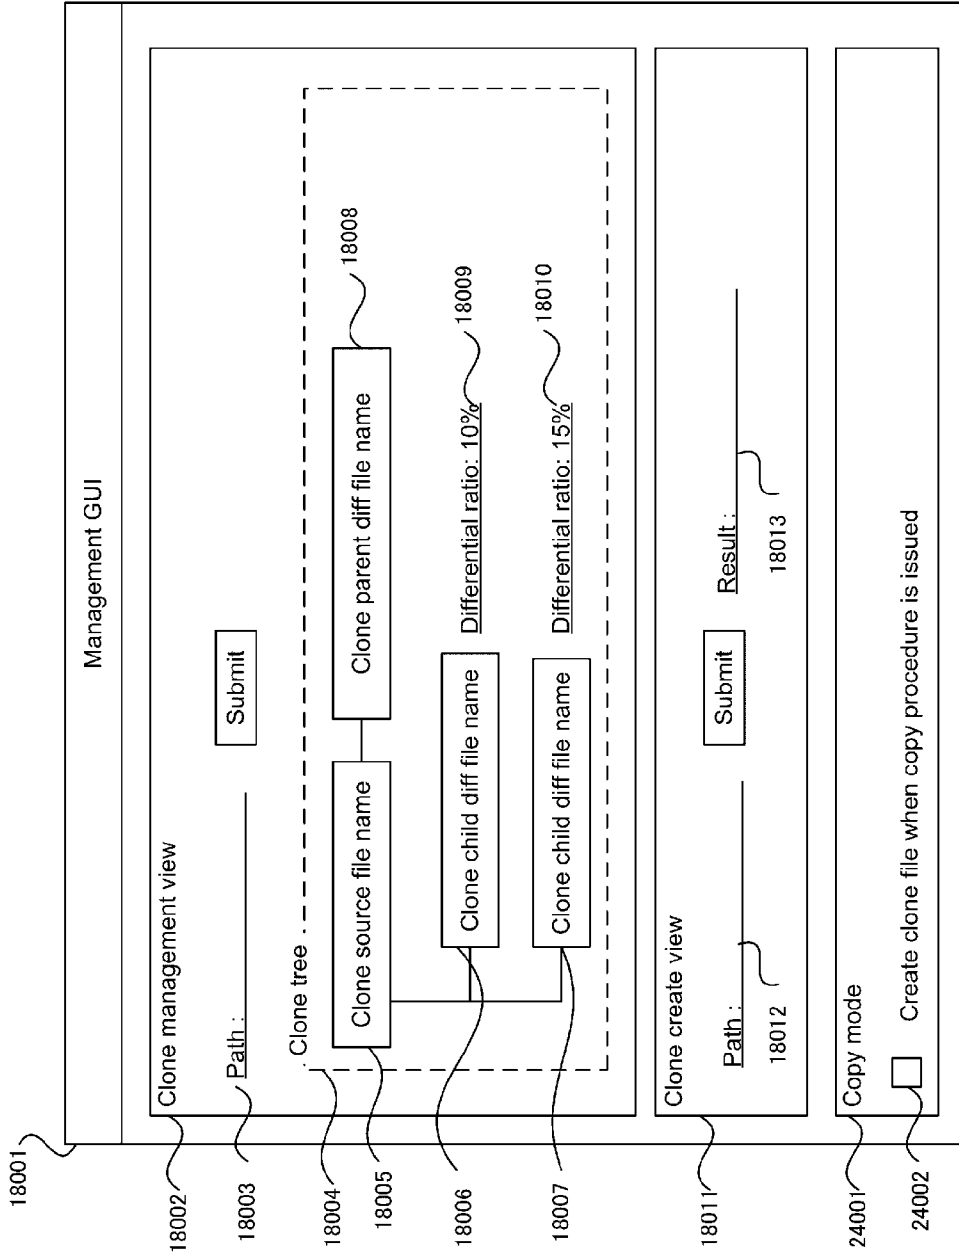 18001
Management GUI
18002
Clone management view
18003
Path :
Submit
18004
Clone tree
18005
Clone source file name
Clone parent diff file name
18008
18006
Clone child diff file name
Differential ratio: 10%
18009
18007
Clone child diff file name
Differential ratio: 15%
18010
18011
Clone create view
Path :
Submit
Result :
18012
18013
24001
Copy mode
24002
Create clone file when copy procedure is issued